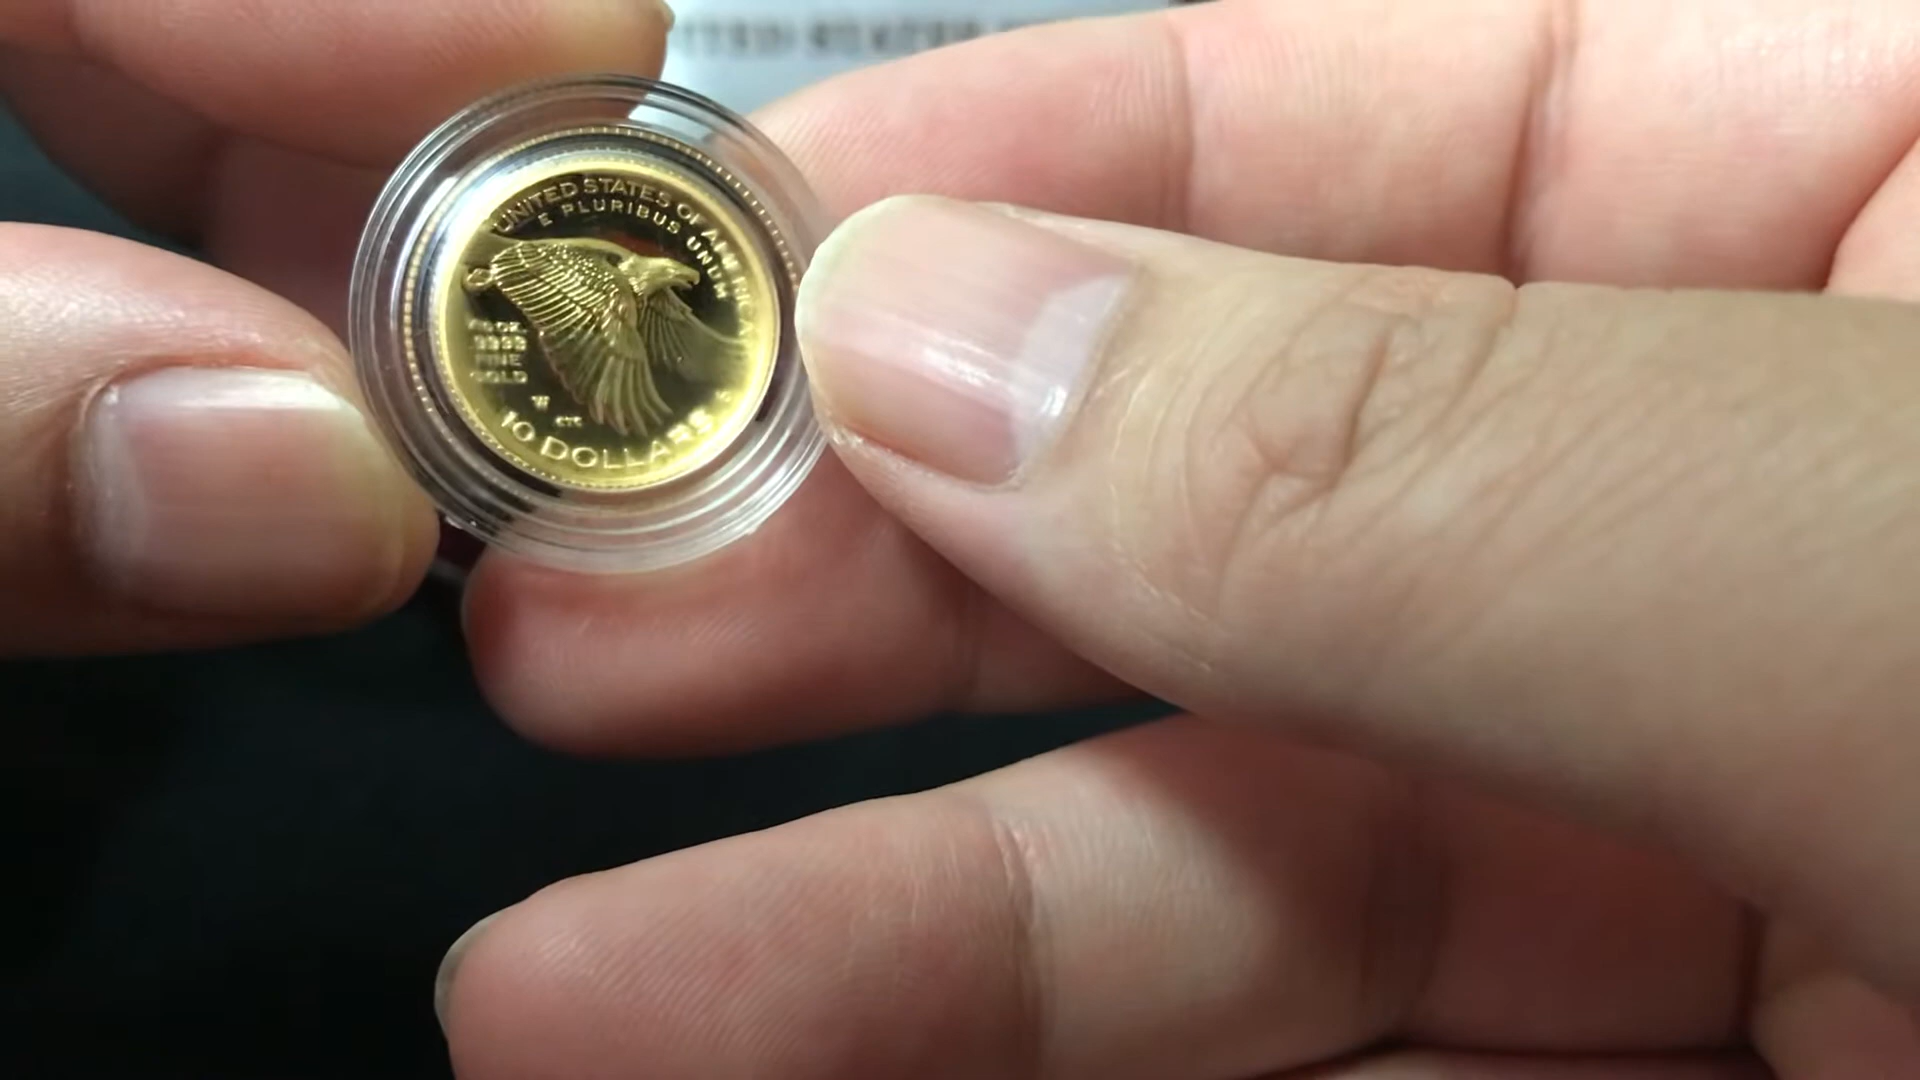 UNITED STATES OF AMERICA
E PLURIBUS UNUM
1/10 OZ.
.9999
FINE
GOLD
W
10 DOLLARS